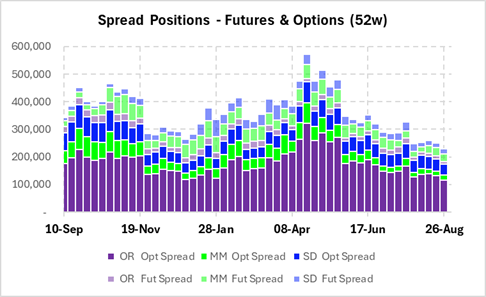 Spread Positions - Futures & Options (52w)
600,000
500,000
400,000
300,000
200,000
100,000
-
10-Sep 19-Nov 28-Jan 08-Apr 17-Jun 26-Aug
OR Opt Spread MM Opt Spread SD Opt Spread
OR Fut Spread MM Fut Spread SD Fut Spread